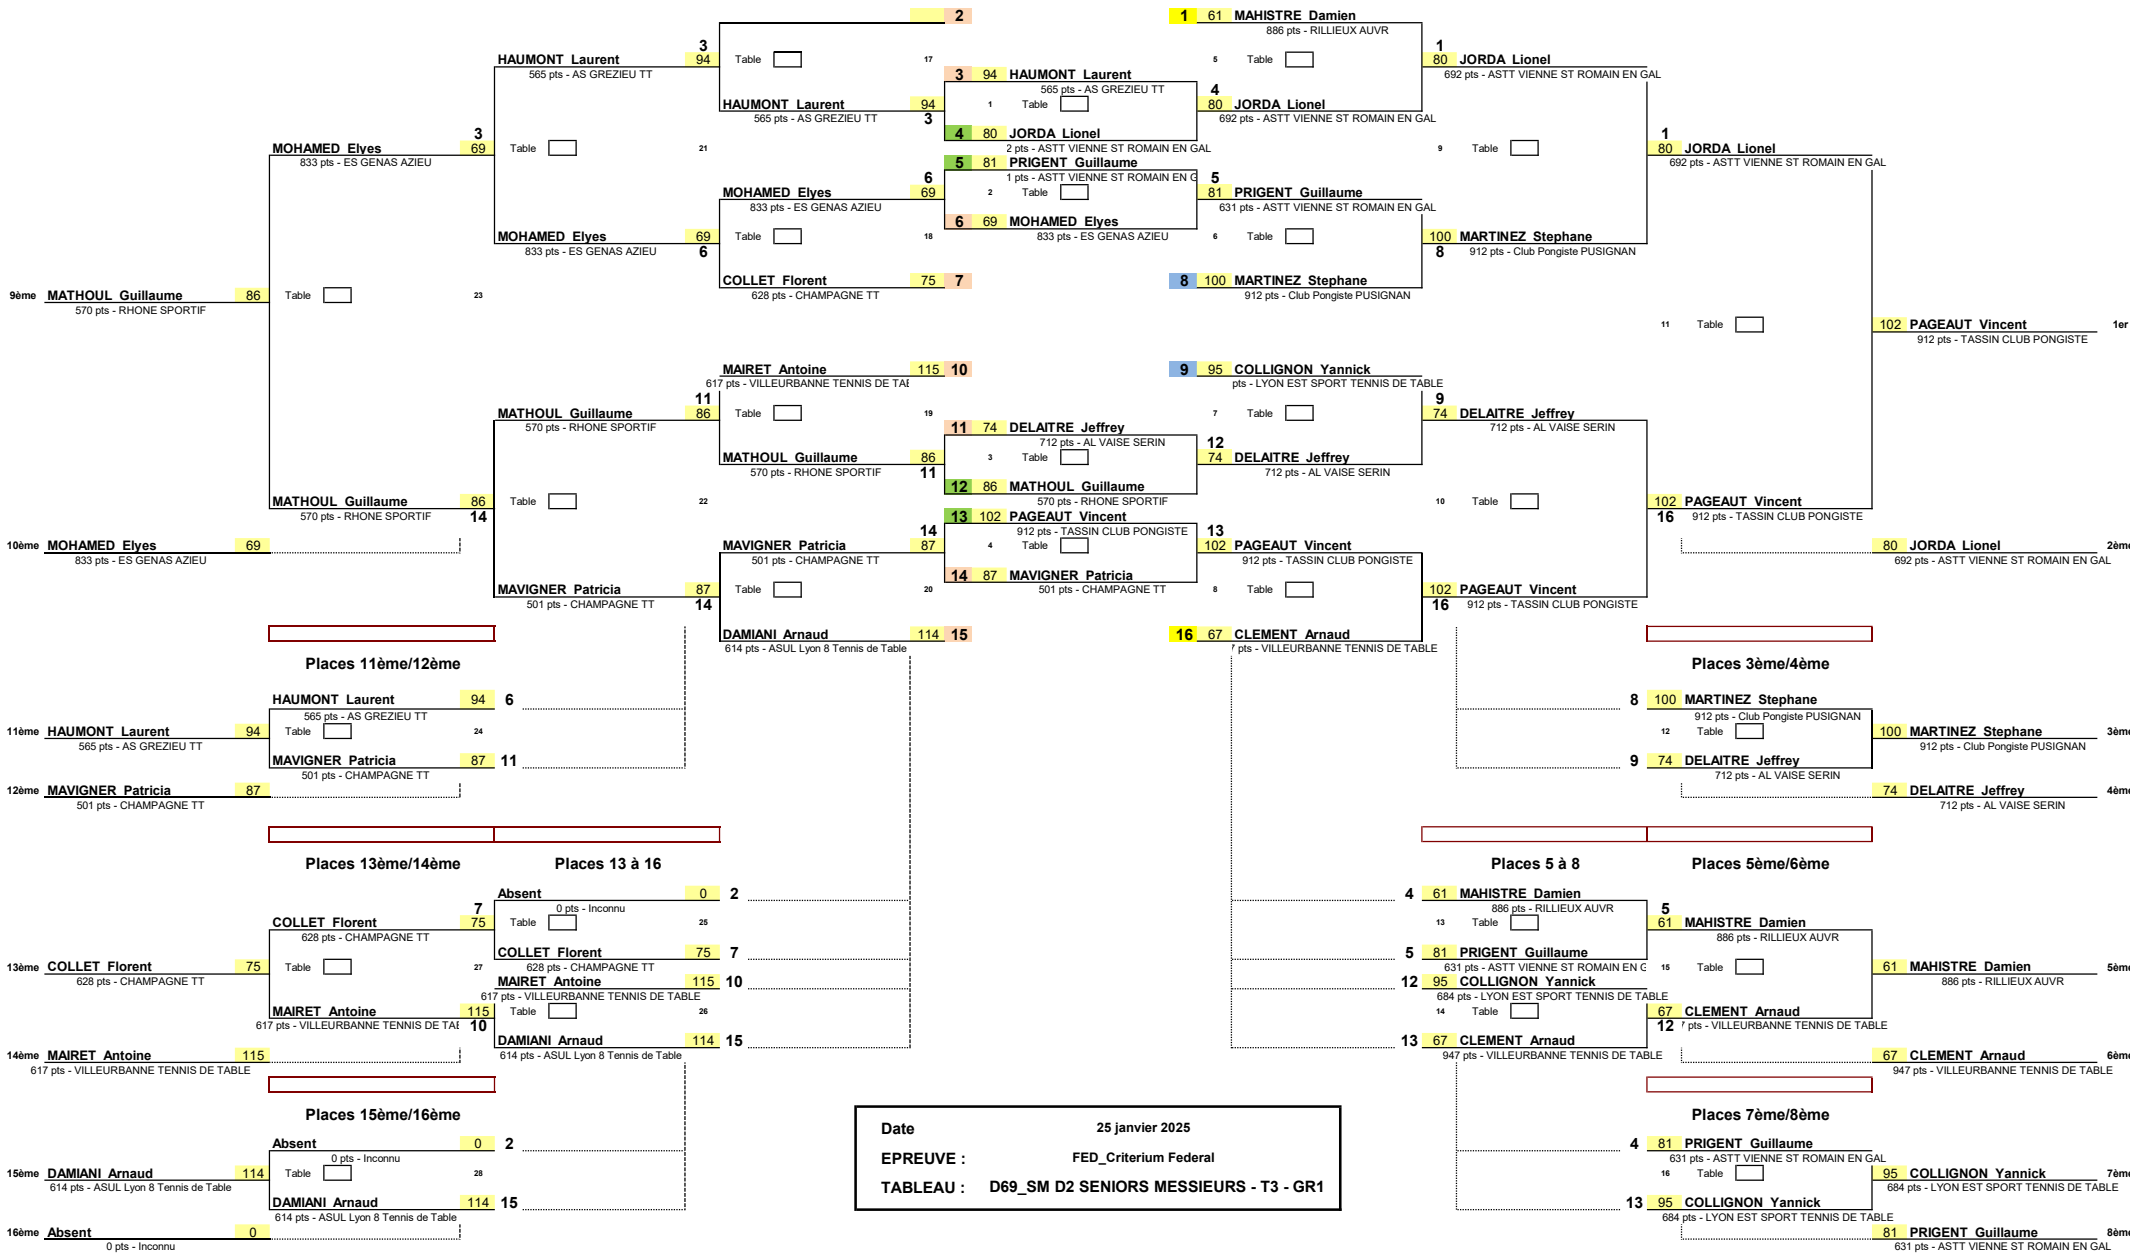 2
1 61 MAHISTRE Damien
886 pts - RILLIEUX AUVR
3
HAUMONT Laurent 94
565 pts - AS GREZIEU TT
Table
17
5 Table
1
80 JORDA Lionel
692 pts - ASTT VIENNE ST ROMAIN EN GAL
3 94 HAUMONT Laurent
565 pts - AS GREZIEU TT
HAUMONT Laurent 94
565 pts - AS GREZIEU TT
3
1 Table
4
80 JORDA Lionel
692 pts - ASTT VIENNE ST ROMAIN EN GAL
4 80 JORDA Lionel
2 pts - ASTT VIENNE ST ROMAIN EN GAL
3
MOHAMED Elyes 69
833 pts - ES GENAS AZIEU
Table 21
9 Table
1
80 JORDA Lionel
692 pts - ASTT VIENNE ST ROMAIN EN GAL
5 81 PRIGENT Guillaume
1 pts - ASTT VIENNE ST ROMAIN EN G
6
MOHAMED Elyes 69
833 pts - ES GENAS AZIEU
2 Table
5
81 PRIGENT Guillaume
631 pts - ASTT VIENNE ST ROMAIN EN GAL
6 69 MOHAMED Elyes
833 pts - ES GENAS AZIEU
MOHAMED Elyes 69
833 pts - ES GENAS AZIEU
6
Table 18
6 Table
100 MARTINEZ Stephane
8 912 pts - Club Pongiste PUSIGNAN
COLLET Florent 75 7
628 pts - CHAMPAGNE TT
8 100 MARTINEZ Stephane
912 pts - Club Pongiste PUSIGNAN
9ème MATHOUL Guillaume 86
570 pts - RHONE SPORTIF
Table 23
11 Table
102 PAGEAUT Vincent 1er
912 pts - TASSIN CLUB PONGISTE
MAIRET Antoine 115 10
617 pts - VILLEURBANNE TENNIS DE TAB
9 95 COLLIGNON Yannick
pts - LYON EST SPORT TENNIS DE TABLE
11
MATHOUL Guillaume 86
570 pts - RHONE SPORTIF
Table 19
7 Table
9
74 DELAITRE Jeffrey
712 pts - AL VAISE SERIN
11 74 DELAITRE Jeffrey
712 pts - AL VAISE SERIN
MATHOUL Guillaume 86
570 pts - RHONE SPORTIF
11
3 Table
12
74 DELAITRE Jeffrey
712 pts - AL VAISE SERIN
12 86 MATHOUL Guillaume
570 pts - RHONE SPORTIF
MATHOUL Guillaume 86
570 pts - RHONE SPORTIF
14
Table 22
10 Table
102 PAGEAUT Vincent
16 912 pts - TASSIN CLUB PONGISTE
13 102 PAGEAUT Vincent
912 pts - TASSIN CLUB PONGISTE
10ème MOHAMED Elyes 69
833 pts - ES GENAS AZIEU
14
MAVIGNER Patricia 87
501 pts - CHAMPAGNE TT
4 Table
13
102 PAGEAUT Vincent
912 pts - TASSIN CLUB PONGISTE
80 JORDA Lionel 2ème
692 pts - ASTT VIENNE ST ROMAIN EN GAL
14 87 MAVIGNER Patricia
501 pts - CHAMPAGNE TT
MAVIGNER Patricia 87
501 pts - CHAMPAGNE TT
14
Table 20
8 Table
102 PAGEAUT Vincent
16 912 pts - TASSIN CLUB PONGISTE
DAMIANI Arnaud 114 15
614 pts - ASUL Lyon 8 Tennis de Table
16 67 CLEMENT Arnaud
7 pts - VILLEURBANNE TENNIS DE TABLE
Places 11ème/12ème
Places 3ème/4ème
HAUMONT Laurent 94 6
565 pts - AS GREZIEU TT
8 100 MARTINEZ Stephane
912 pts - Club Pongiste PUSIGNAN
11ème HAUMONT Laurent 94
565 pts - AS GREZIEU TT
Table 24
12 Table
100 MARTINEZ Stephane 3ème
912 pts - Club Pongiste PUSIGNAN
MAVIGNER Patricia 87 11
501 pts - CHAMPAGNE TT
9 74 DELAITRE Jeffrey
712 pts - AL VAISE SERIN
12ème MAVIGNER Patricia 87
501 pts - CHAMPAGNE TT
74 DELAITRE Jeffrey 4ème
712 pts - AL VAISE SERIN
Places 13ème/14ème
Places 13 à 16
Places 5 à 8
Places 5ème/6ème
Absent 0 2
0 pts - Inconnu
4 61 MAHISTRE Damien
886 pts - RILLIEUX AUVR
7
COLLET Florent 75
628 pts - CHAMPAGNE TT
Table 25
13 Table
5
61 MAHISTRE Damien
886 pts - RILLIEUX AUVR
COLLET Florent 75 7
628 pts - CHAMPAGNE TT
5 81 PRIGENT Guillaume
631 pts - ASTT VIENNE ST ROMAIN EN G
13ème COLLET Florent 75
628 pts - CHAMPAGNE TT
Table 27
15 Table
61 MAHISTRE Damien 5ème
886 pts - RILLIEUX AUVR
MAIRET Antoine 115 10
617 pts - VILLEURBANNE TENNIS DE TABLE
12 95 COLLIGNON Yannick
684 pts - LYON EST SPORT TENNIS DE TABLE
MAIRET Antoine 115
617 pts - VILLEURBANNE TENNIS DE TAB
10
Table 26
14 Table
67 CLEMENT Arnaud
12 7 pts - VILLEURBANNE TENNIS DE TABLE
DAMIANI Arnaud 114 15
614 pts - ASUL Lyon 8 Tennis de Table
13 67 CLEMENT Arnaud
947 pts - VILLEURBANNE TENNIS DE TABLE
14ème MAIRET Antoine 115
617 pts - VILLEURBANNE TENNIS DE TABLE
67 CLEMENT Arnaud 6ème
947 pts - VILLEURBANNE TENNIS DE TABLE
Places 15ème/16ème
Places 7ème/8ème
Date 25 janvier 2025
EPREUVE : FED_Criterium Federal
TABLEAU : D69_SM D2 SENIORS MESSIEURS - T3 - GR1
Absent 0 2
0 pts - Inconnu
4 81 PRIGENT Guillaume
631 pts - ASTT VIENNE ST ROMAIN EN GAL
15ème DAMIANI Arnaud 114
614 pts - ASUL Lyon 8 Tennis de Table
Table 28
16 Table
95 COLLIGNON Yannick 7ème
684 pts - LYON EST SPORT TENNIS DE TABLE
DAMIANI Arnaud 114 15
614 pts - ASUL Lyon 8 Tennis de Table
13 95 COLLIGNON Yannick
684 pts - LYON EST SPORT TENNIS DE TABLE
16ème Absent 0
0 pts - Inconnu
81 PRIGENT Guillaume 8ème
631 pts - ASTT VIENNE ST ROMAIN EN GAL